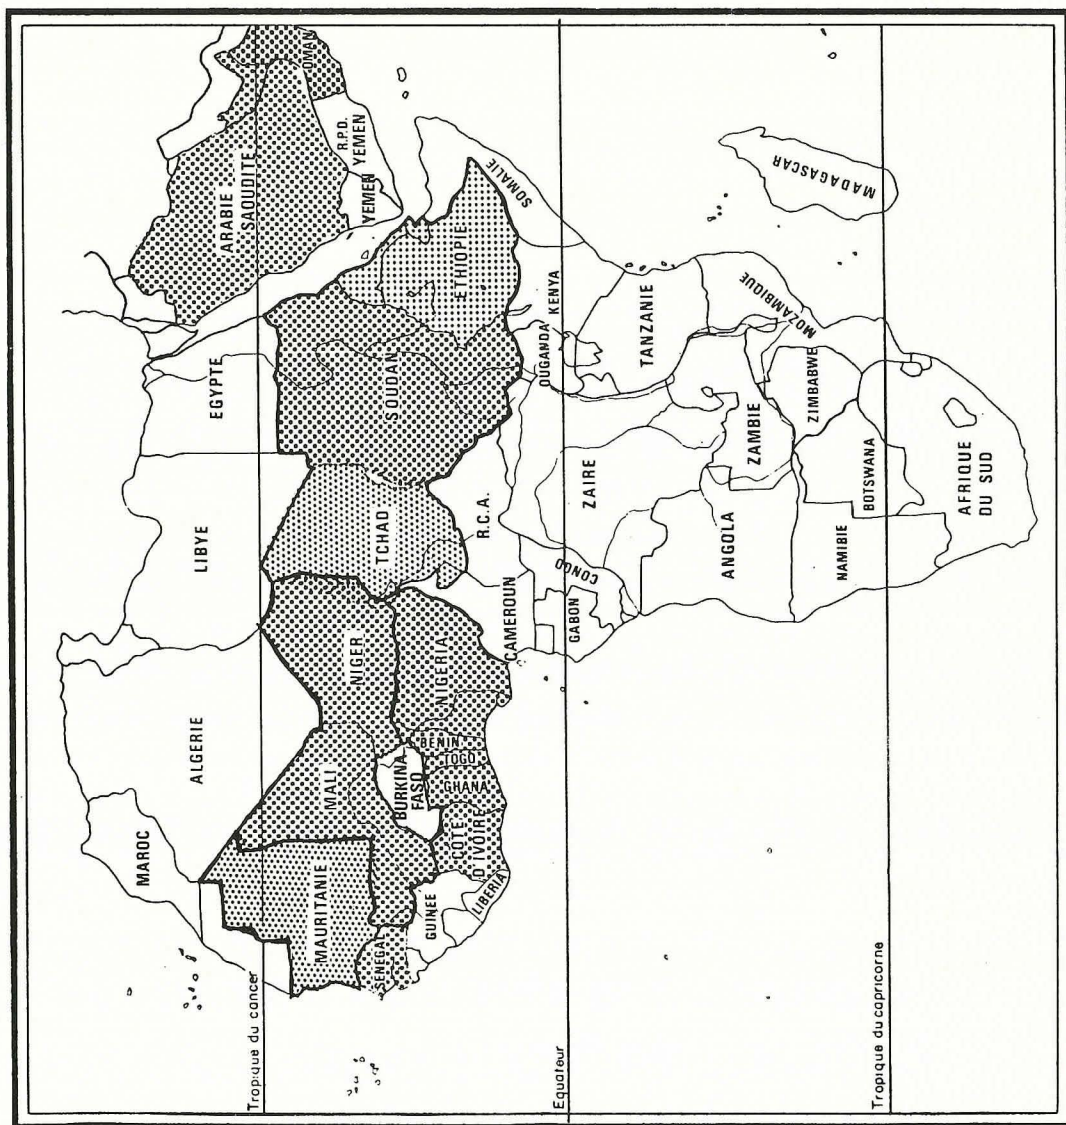 MAROC
ALGERIE
LIBYE
EGYPTE
ARABIE
SAOUDITE
OMAN
R.P.D.
YEMEN
YEMEN
Tropique du cancer
MAURITANIE
MALI
NIGER
TCHAD
SOUDAN
ETHIOPIE
SOMALIE
SENEGAL
GUINEE
LIBERIA
COTE
D'IVOIRE
BURKINA
FASO
GHANA
TOGO
BENIN
NIGERIA
CAMEROUN
R.C.A.
Equateur
GABON
CONGO
ZAIRE
OUGANDA
KENYA
TANZANIE
ANGOLA
ZAMBIE
MOZAMBIQUE
ZIMBABWE
MADAGASCAR
NAMIBIE
BOTSWANA
Tropique du capricorne
AFRIQUE
DU SUD